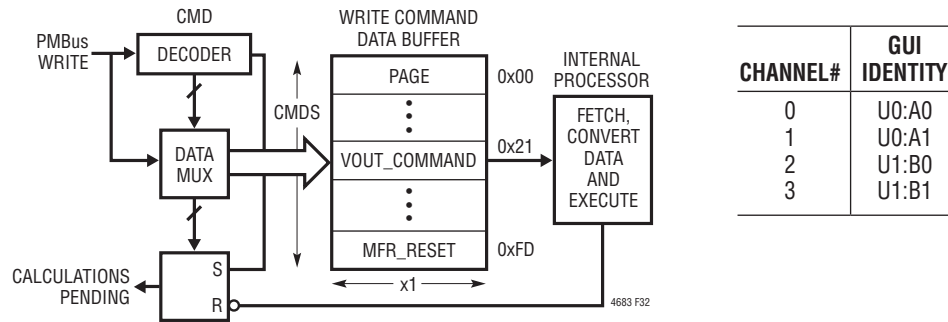 CMD
PMBus
WRITE
DECODER
CMDS
DATA
MUX
S
R
CALCULATIONS
PENDING
WRITE COMMAND
DATA BUFFER
PAGE
0x00
VOUT_COMMAND
0x21
MFR_RESET
0xFD
x1
INTERNAL
PROCESSOR
FETCH,
CONVERT
DATA
AND
EXECUTE
4683 F32
CHANNEL# GUI IDENTITY
0 U0:A0
1 U0:A1
2 U1:B0
3 U1:B1